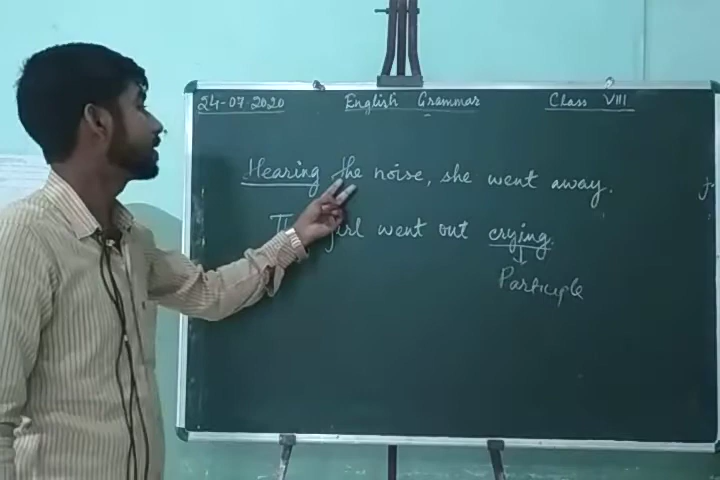 24-07-2020 English Grammar Class VIII
Hearing the noise, she went away.
girl went out crying.
↓
Participle